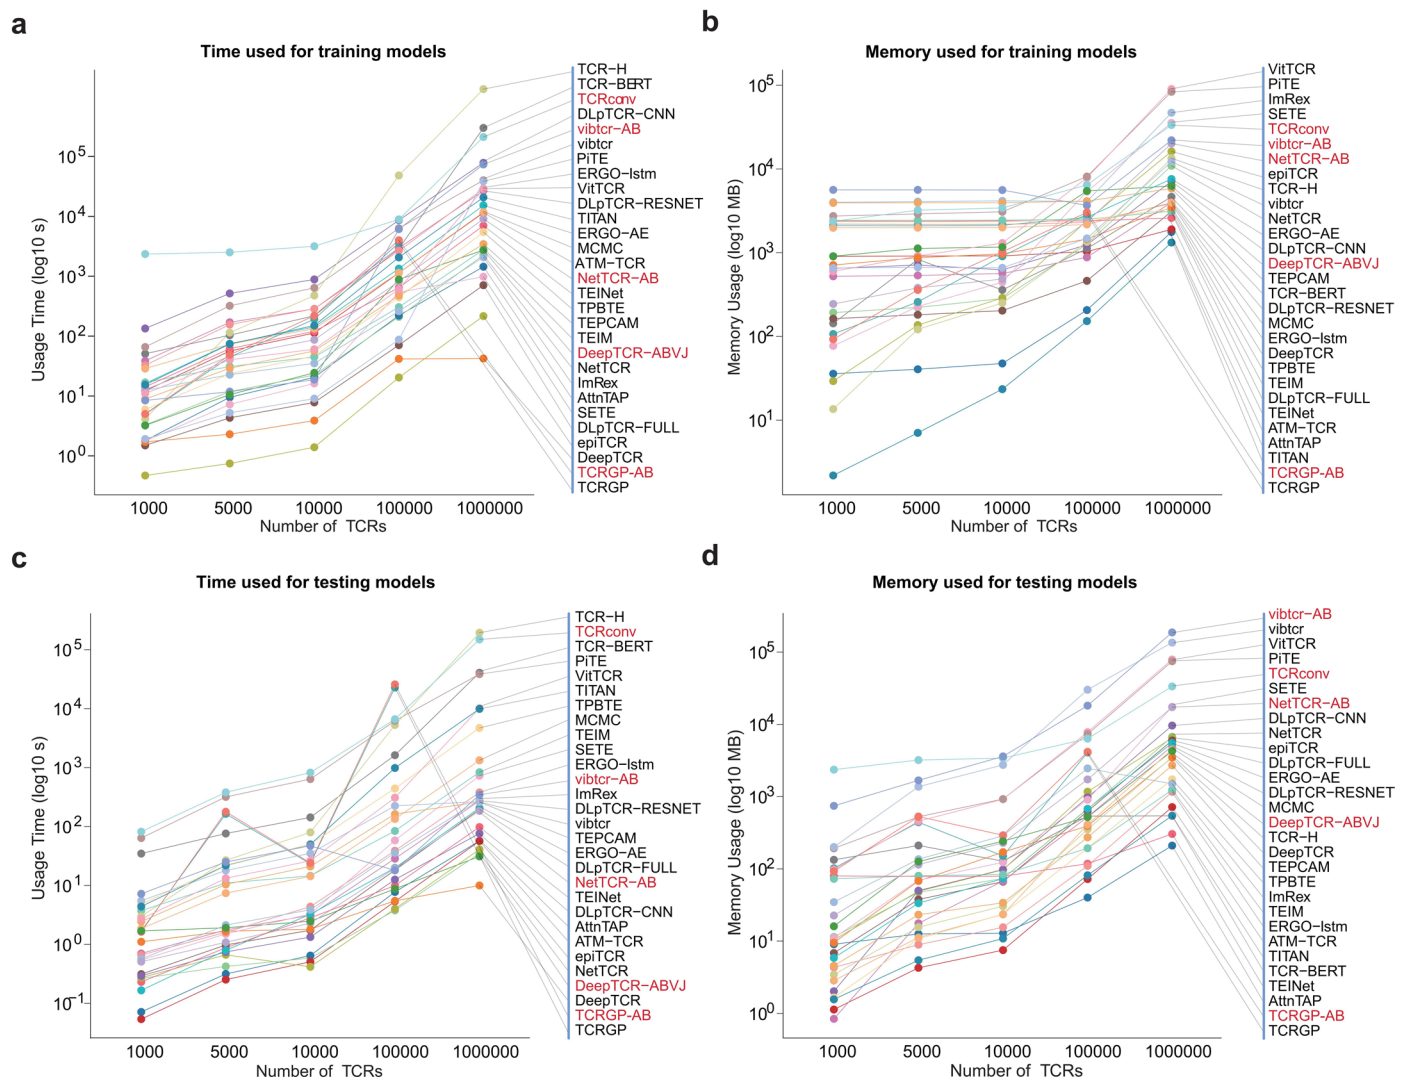 a
Time used for training models
Usage Time (log10 s)
10^5
10^4
10^3
10^2
10^1
10^0
1000 5000 10000 100000 1000000
Number of TCRs
TCR−H
TCR−BERT
TCRconv
DLpTCR−CNN
vibtcr−AB
vibtcr
PiTE
ERGO−lstm
VitTCR
DLpTCR−RESNET
TITAN
ERGO−AE
MCMC
ATM−TCR
NetTCR−AB
TEINet
TPBTE
TEPCAM
TEIM
DeepTCR−ABVJ
NetTCR
ImRex
AttnTAP
SETE
DLpTCR−FULL
epiTCR
DeepTCR
TCRGP-AB
TCRGP
b
Memory used for training models
Memory Usage (log10 MB)
10^5
10^4
10^3
10^2
10^1
1000 5000 10000 100000 1000000
Number of TCRs
VitTCR
PiTE
ImRex
SETE
TCRconv
vibtcr−AB
NetTCR−AB
epiTCR
TCR−H
vibtcr
NetTCR
ERGO−AE
DLpTCR−CNN
DeepTCR−ABVJ
TEPCAM
TCR−BERT
DLpTCR−RESNET
MCMC
ERGO−lstm
DeepTCR
TPBTE
TEIM
DLpTCR−FULL
TEINet
ATM−TCR
AttnTAP
TITAN
TCRGP−AB
TCRGP
c
Time used for testing models
Usage Time (log10 s)
10^5
10^4
10^3
10^2
10^1
10^0
10^-1
1000 5000 10000 100000 1000000
Number of TCRs
TCR−H
TCRconv
TCR−BERT
PiTE
VitTCR
TITAN
TPBTE
MCMC
TEIM
SETE
ERGO−lstm
vibtcr−AB
ImRex
DLpTCR−RESNET
vibtcr
TEPCAM
ERGO−AE
DLpTCR−FULL
NetTCR−AB
TEINet
DLpTCR−CNN
AttnTAP
ATM−TCR
epiTCR
NetTCR
DeepTCR−ABVJ
DeepTCR
TCRGP−AB
TCRGP
d
Memory used for testing models
Memory Usage (log10 MB)
10^5
10^4
10^3
10^2
10^1
10^0
1000 5000 10000 100000 1000000
Number of TCRs
vibtcr−AB
vibtcr
VitTCR
PiTE
TCRconv
SETE
NetTCR−AB
DLpTCR−CNN
NetTCR
epiTCR
DLpTCR−FULL
ERGO−AE
DLpTCR−RESNET
MCMC
DeepTCR−ABVJ
TCR−H
DeepTCR
TEPCAM
TPBTE
ImRex
TEIM
ERGO−lstm
ATM−TCR
TITAN
TCR−BERT
TEINet
AttnTAP
TCRGP−AB
TCRGP